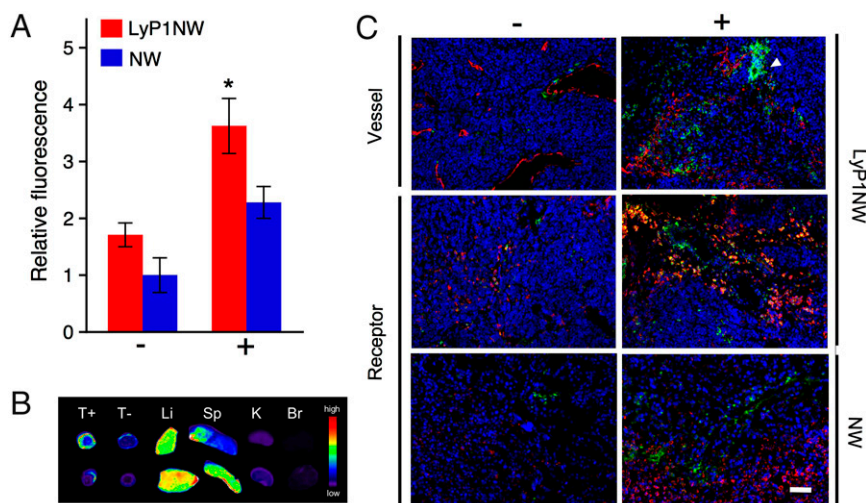 A
LyP1NW
NW
*
Relative fluorescence
5
4
3
2
1
0
- +
B
T+ T- Li Sp K Br
high
low
C
- +
Vessel
Receptor
LyP1NW
NW